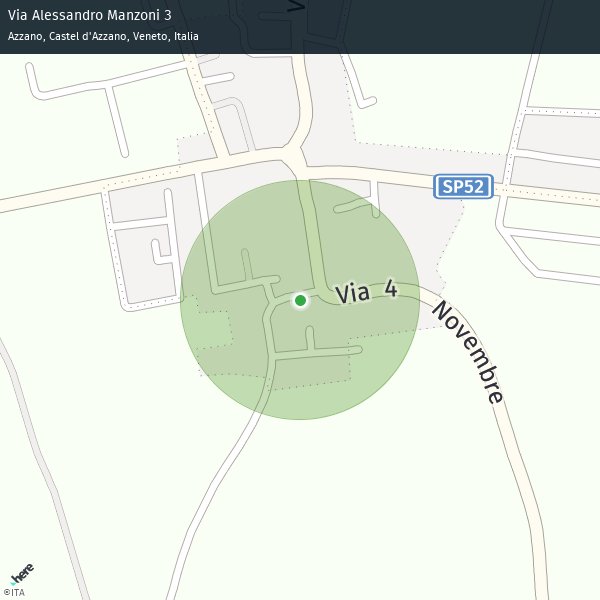 Via Alessandro Manzoni 3
Azzano, Castel d'Azzano, Veneto, Italia
V
SP52
Via 4
Novembre
here
©ITA